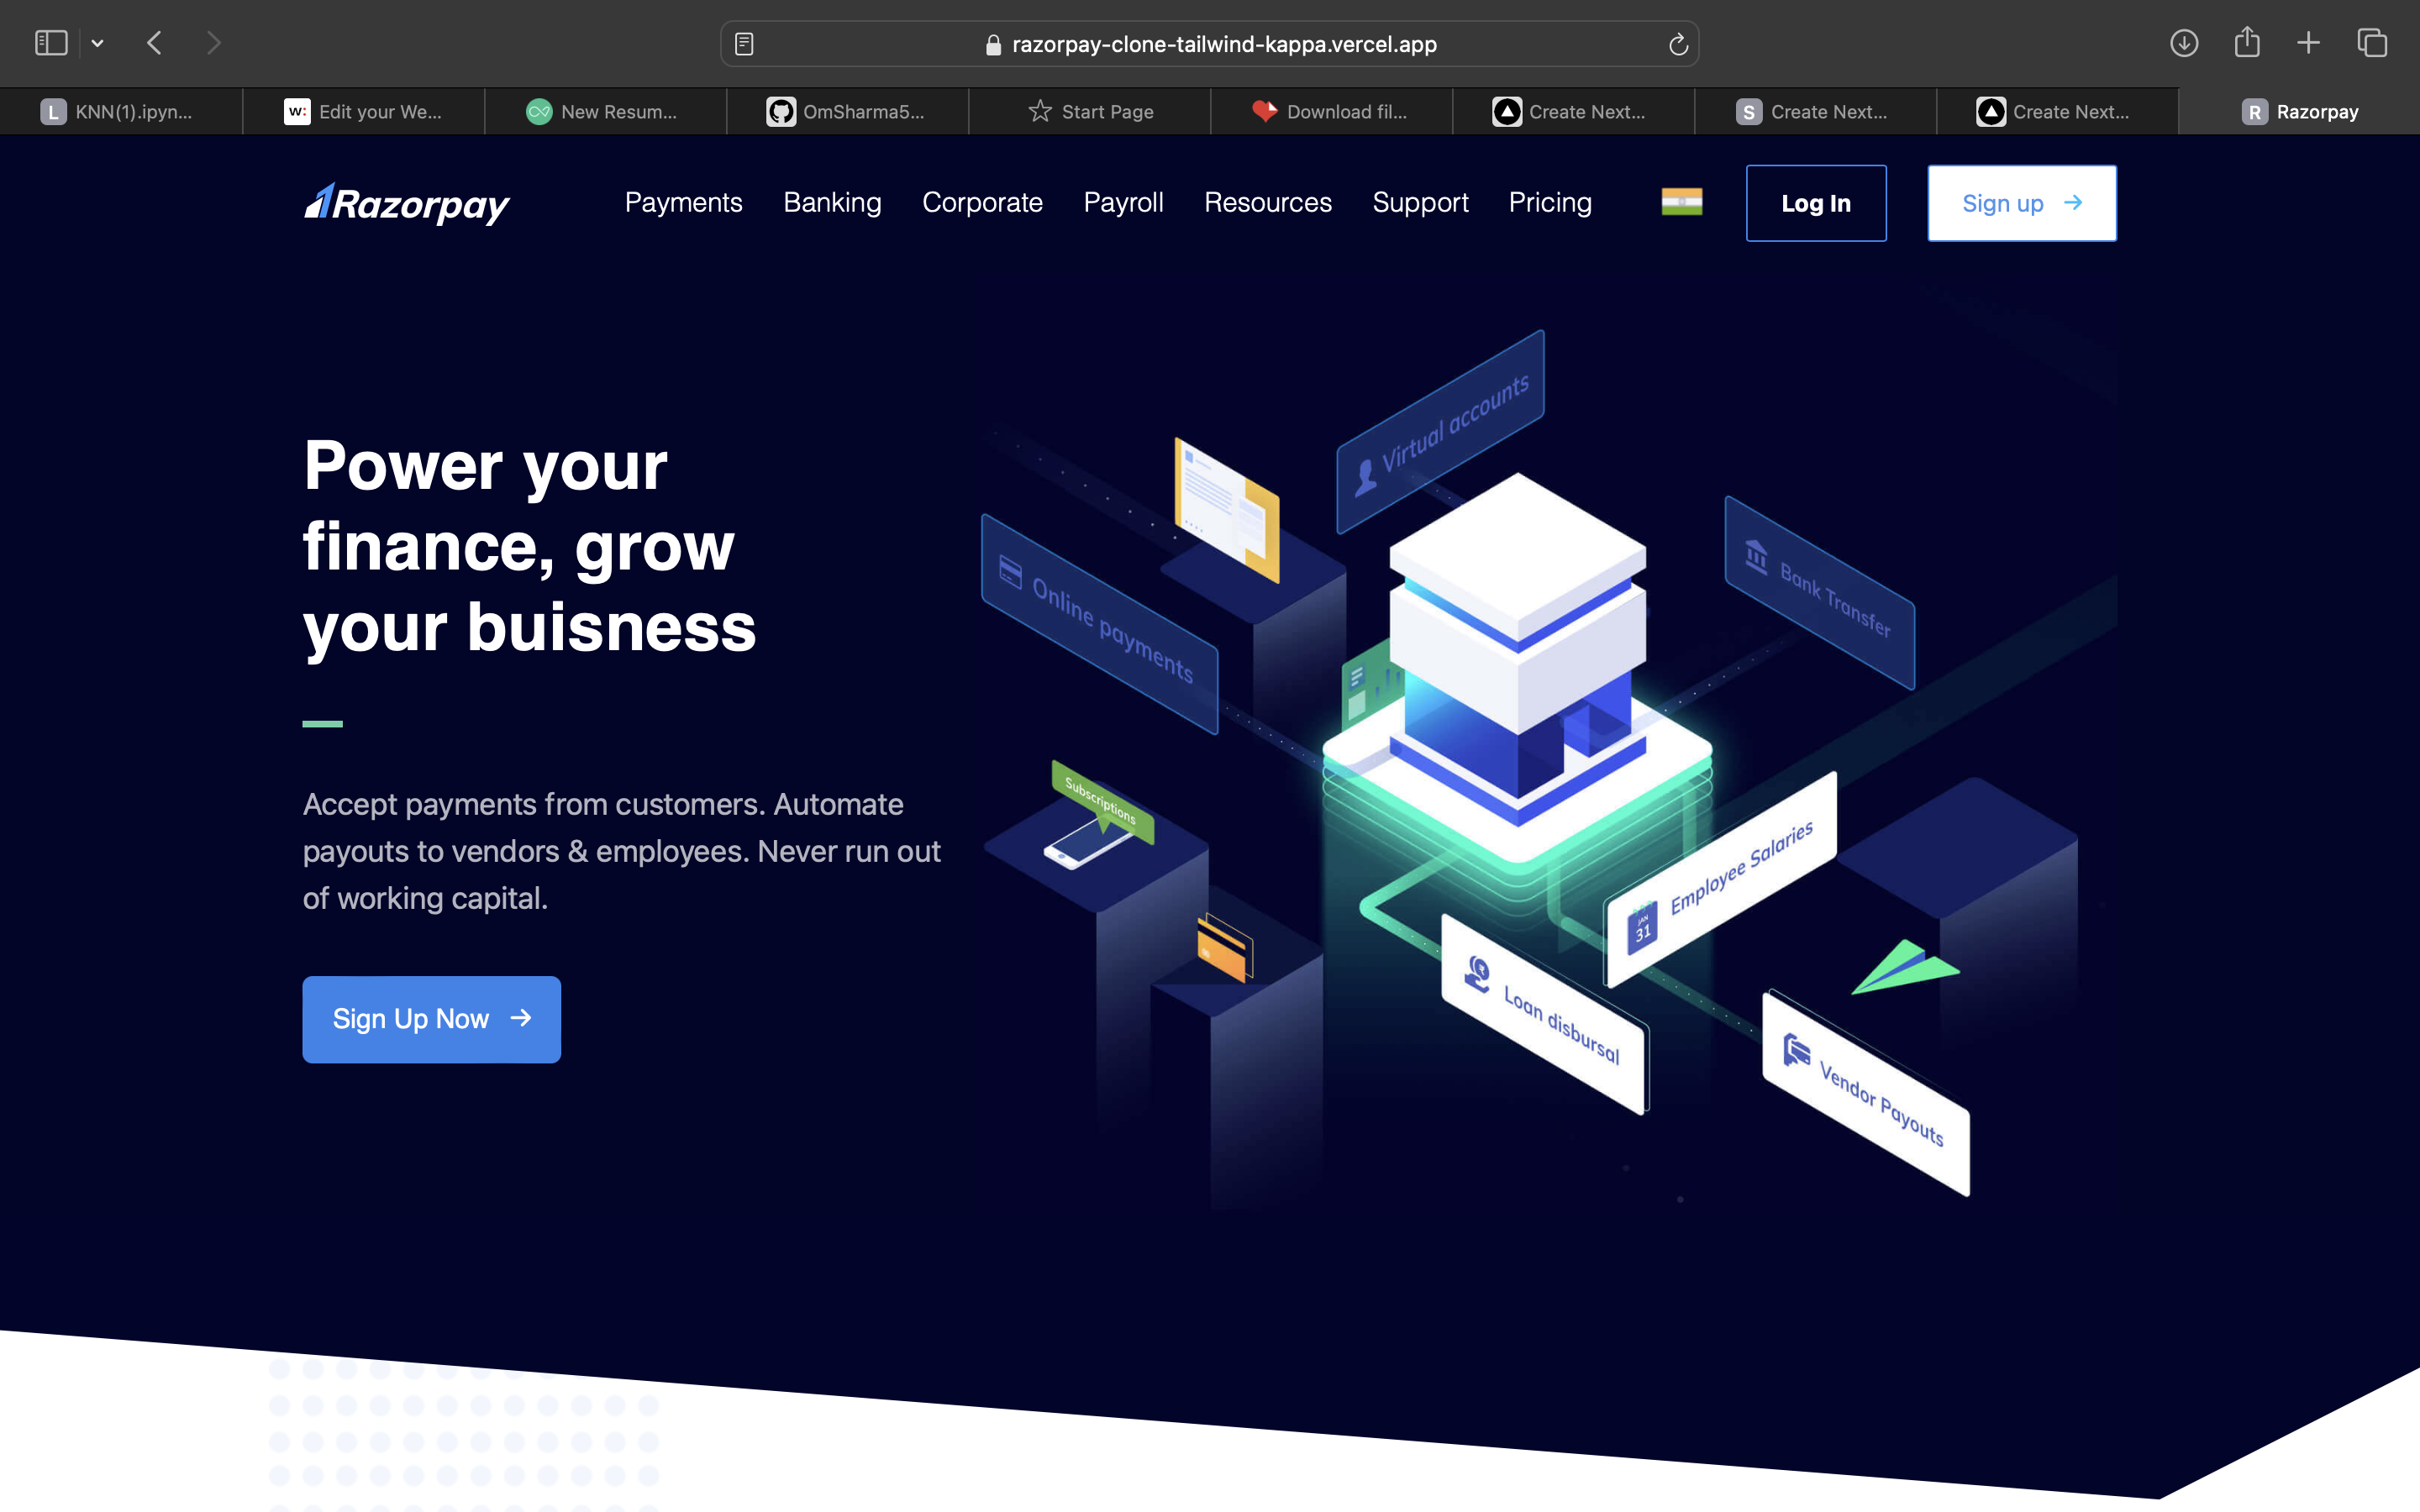 razorpay-clone-tailwind-kappa.vercel.app
L KNN(1).ipyn...
w: Edit your We...
New Resum...
OmSharma5...
Start Page
Download fil...
Create Next...
S Create Next...
Create Next...
R Razorpay
Razorpay
Payments
Banking
Corporate
Payroll
Resources
Support
Pricing
Log In
Sign up →
Power your
finance, grow
your buisness
Accept payments from customers. Automate
payouts to vendors & employees. Never run out
of working capital.
Sign Up Now →
Virtual accounts
Online payments
Bank Transfer
Subscriptions
JAN
31
Employee Salaries
₹
Loan disbursal
Vendor Payouts